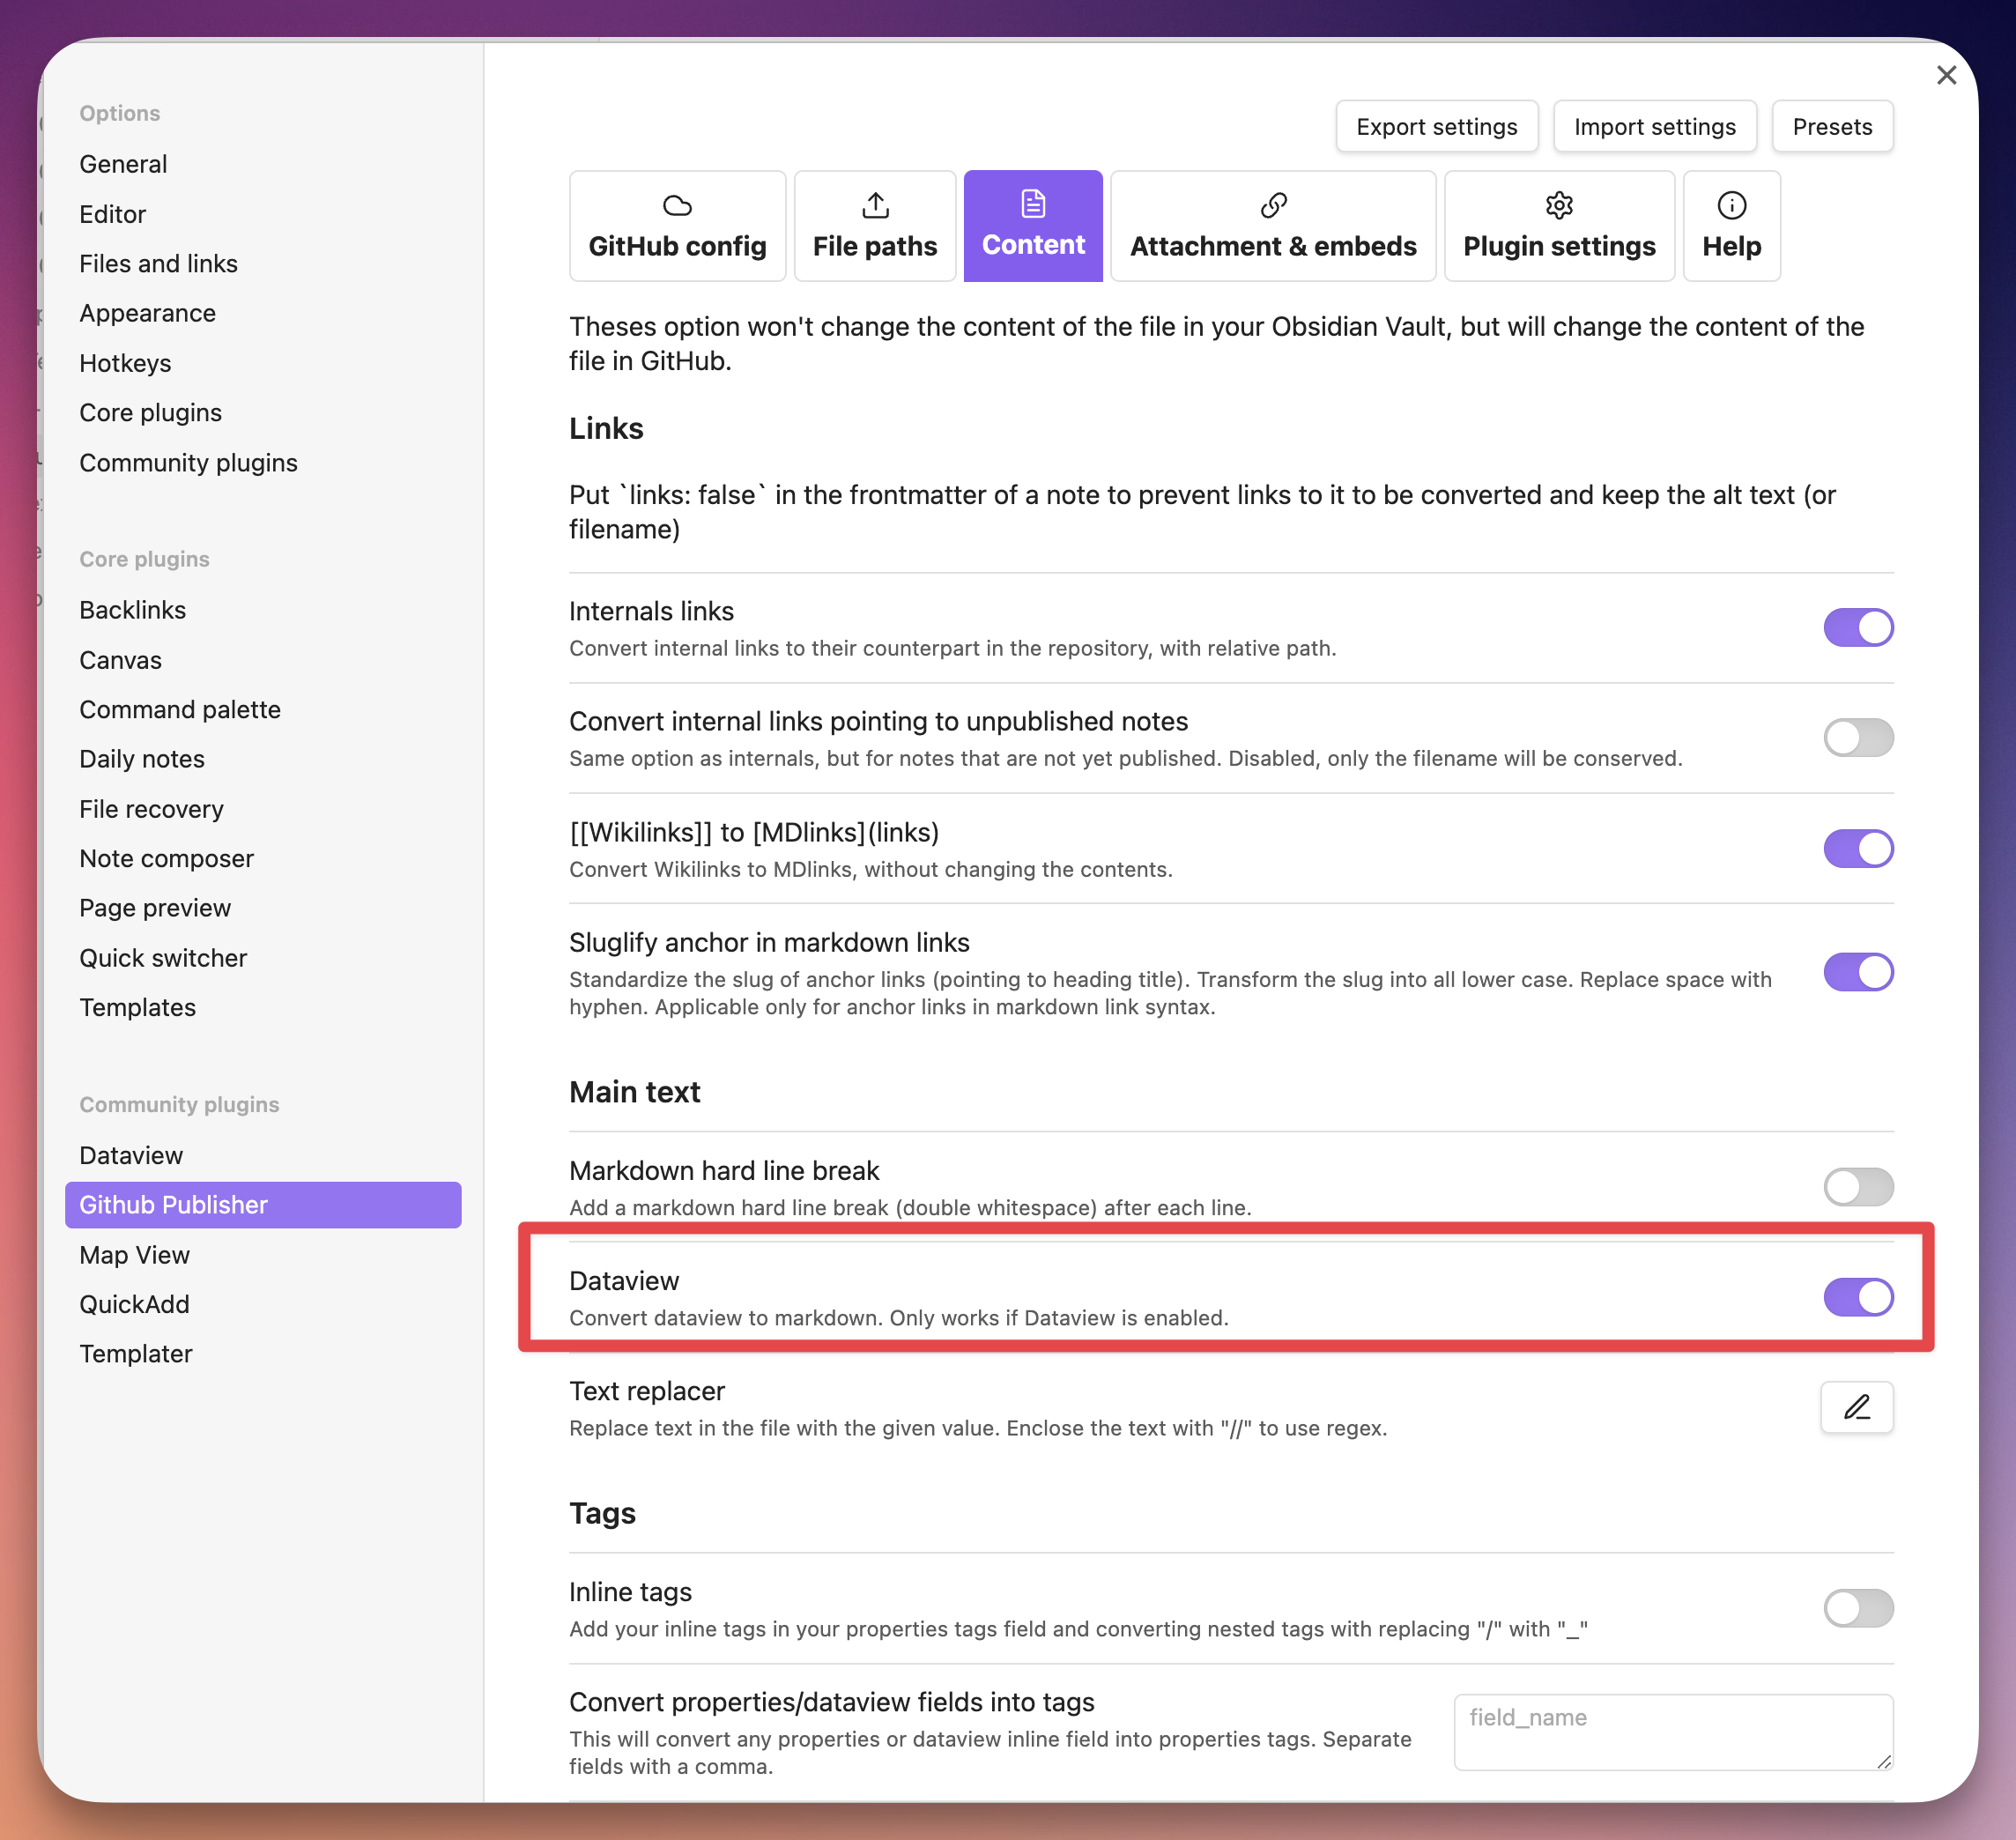 Options
General
Editor
Files and links
Appearance
Hotkeys
Core plugins
Community plugins
Core plugins
Backlinks
Canvas
Command palette
Daily notes
File recovery
Note composer
Page preview
Quick switcher
Templates
Community plugins
Dataview
Github Publisher
Map View
QuickAdd
Templater
Export settings
Import settings
Presets
GitHub config
File paths
Content
Attachment & embeds
Plugin settings
Help
Theses option won't change the content of the file in your Obsidian Vault, but will change the content of the
file in GitHub.
Links
Put `links: false` in the frontmatter of a note to prevent links to it to be converted and keep the alt text (or
filename)
Internals links
Convert internal links to their counterpart in the repository, with relative path.
Convert internal links pointing to unpublished notes
Same option as internals, but for notes that are not yet published. Disabled, only the filename will be conserved.
[[Wikilinks]] to [MDlinks](links)
Convert Wikilinks to MDlinks, without changing the contents.
Sluglify anchor in markdown links
Standardize the slug of anchor links (pointing to heading title). Transform the slug into all lower case. Replace space with
hyphen. Applicable only for anchor links in markdown link syntax.
Main text
Markdown hard line break
Add a markdown hard line break (double whitespace) after each line.
Dataview
Convert dataview to markdown. Only works if Dataview is enabled.
Text replacer
Replace text in the file with the given value. Enclose the text with "//" to use regex.
Tags
Inline tags
Add your inline tags in your properties tags field and converting nested tags with replacing "/" with "_"
Convert properties/dataview fields into tags
This will convert any properties or dataview inline field into properties tags. Separate
fields with a comma.
field_name